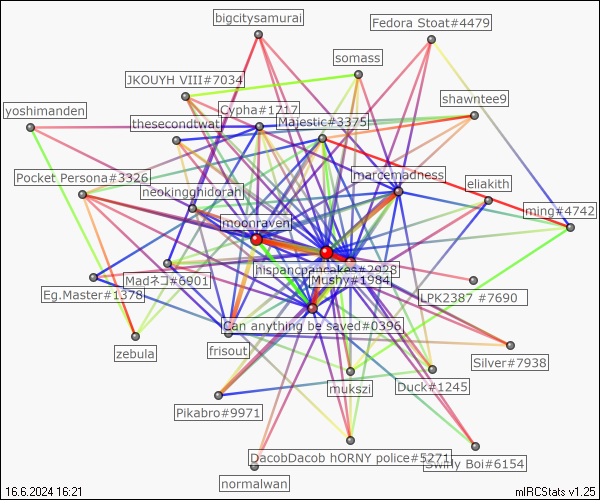 bigcitysamurai
Fedora Stoat#4479
somass
JKOUYH VIII#7034
shawntee9
yoshimanden
Cypha#1717
thesecondtwat
Majestic#3375
marcemadness
Pocket Persona#3326
eliakith
neokingghidorah
ming#4742
moonraven
hispancpancakes#2928
Madネコ#6901
Mushy#1984
Eg.Master#1378
LPK2387 #7690
Can anything be saved#0396
zebula
frisout
Silver#7938
mukszi
Duck#1245
Pikabro#9971
DacobDacob hORNY police#5271
Swirly Boi#6154
normalwan
16.6.2024 16:21
mIRCStats v1.25